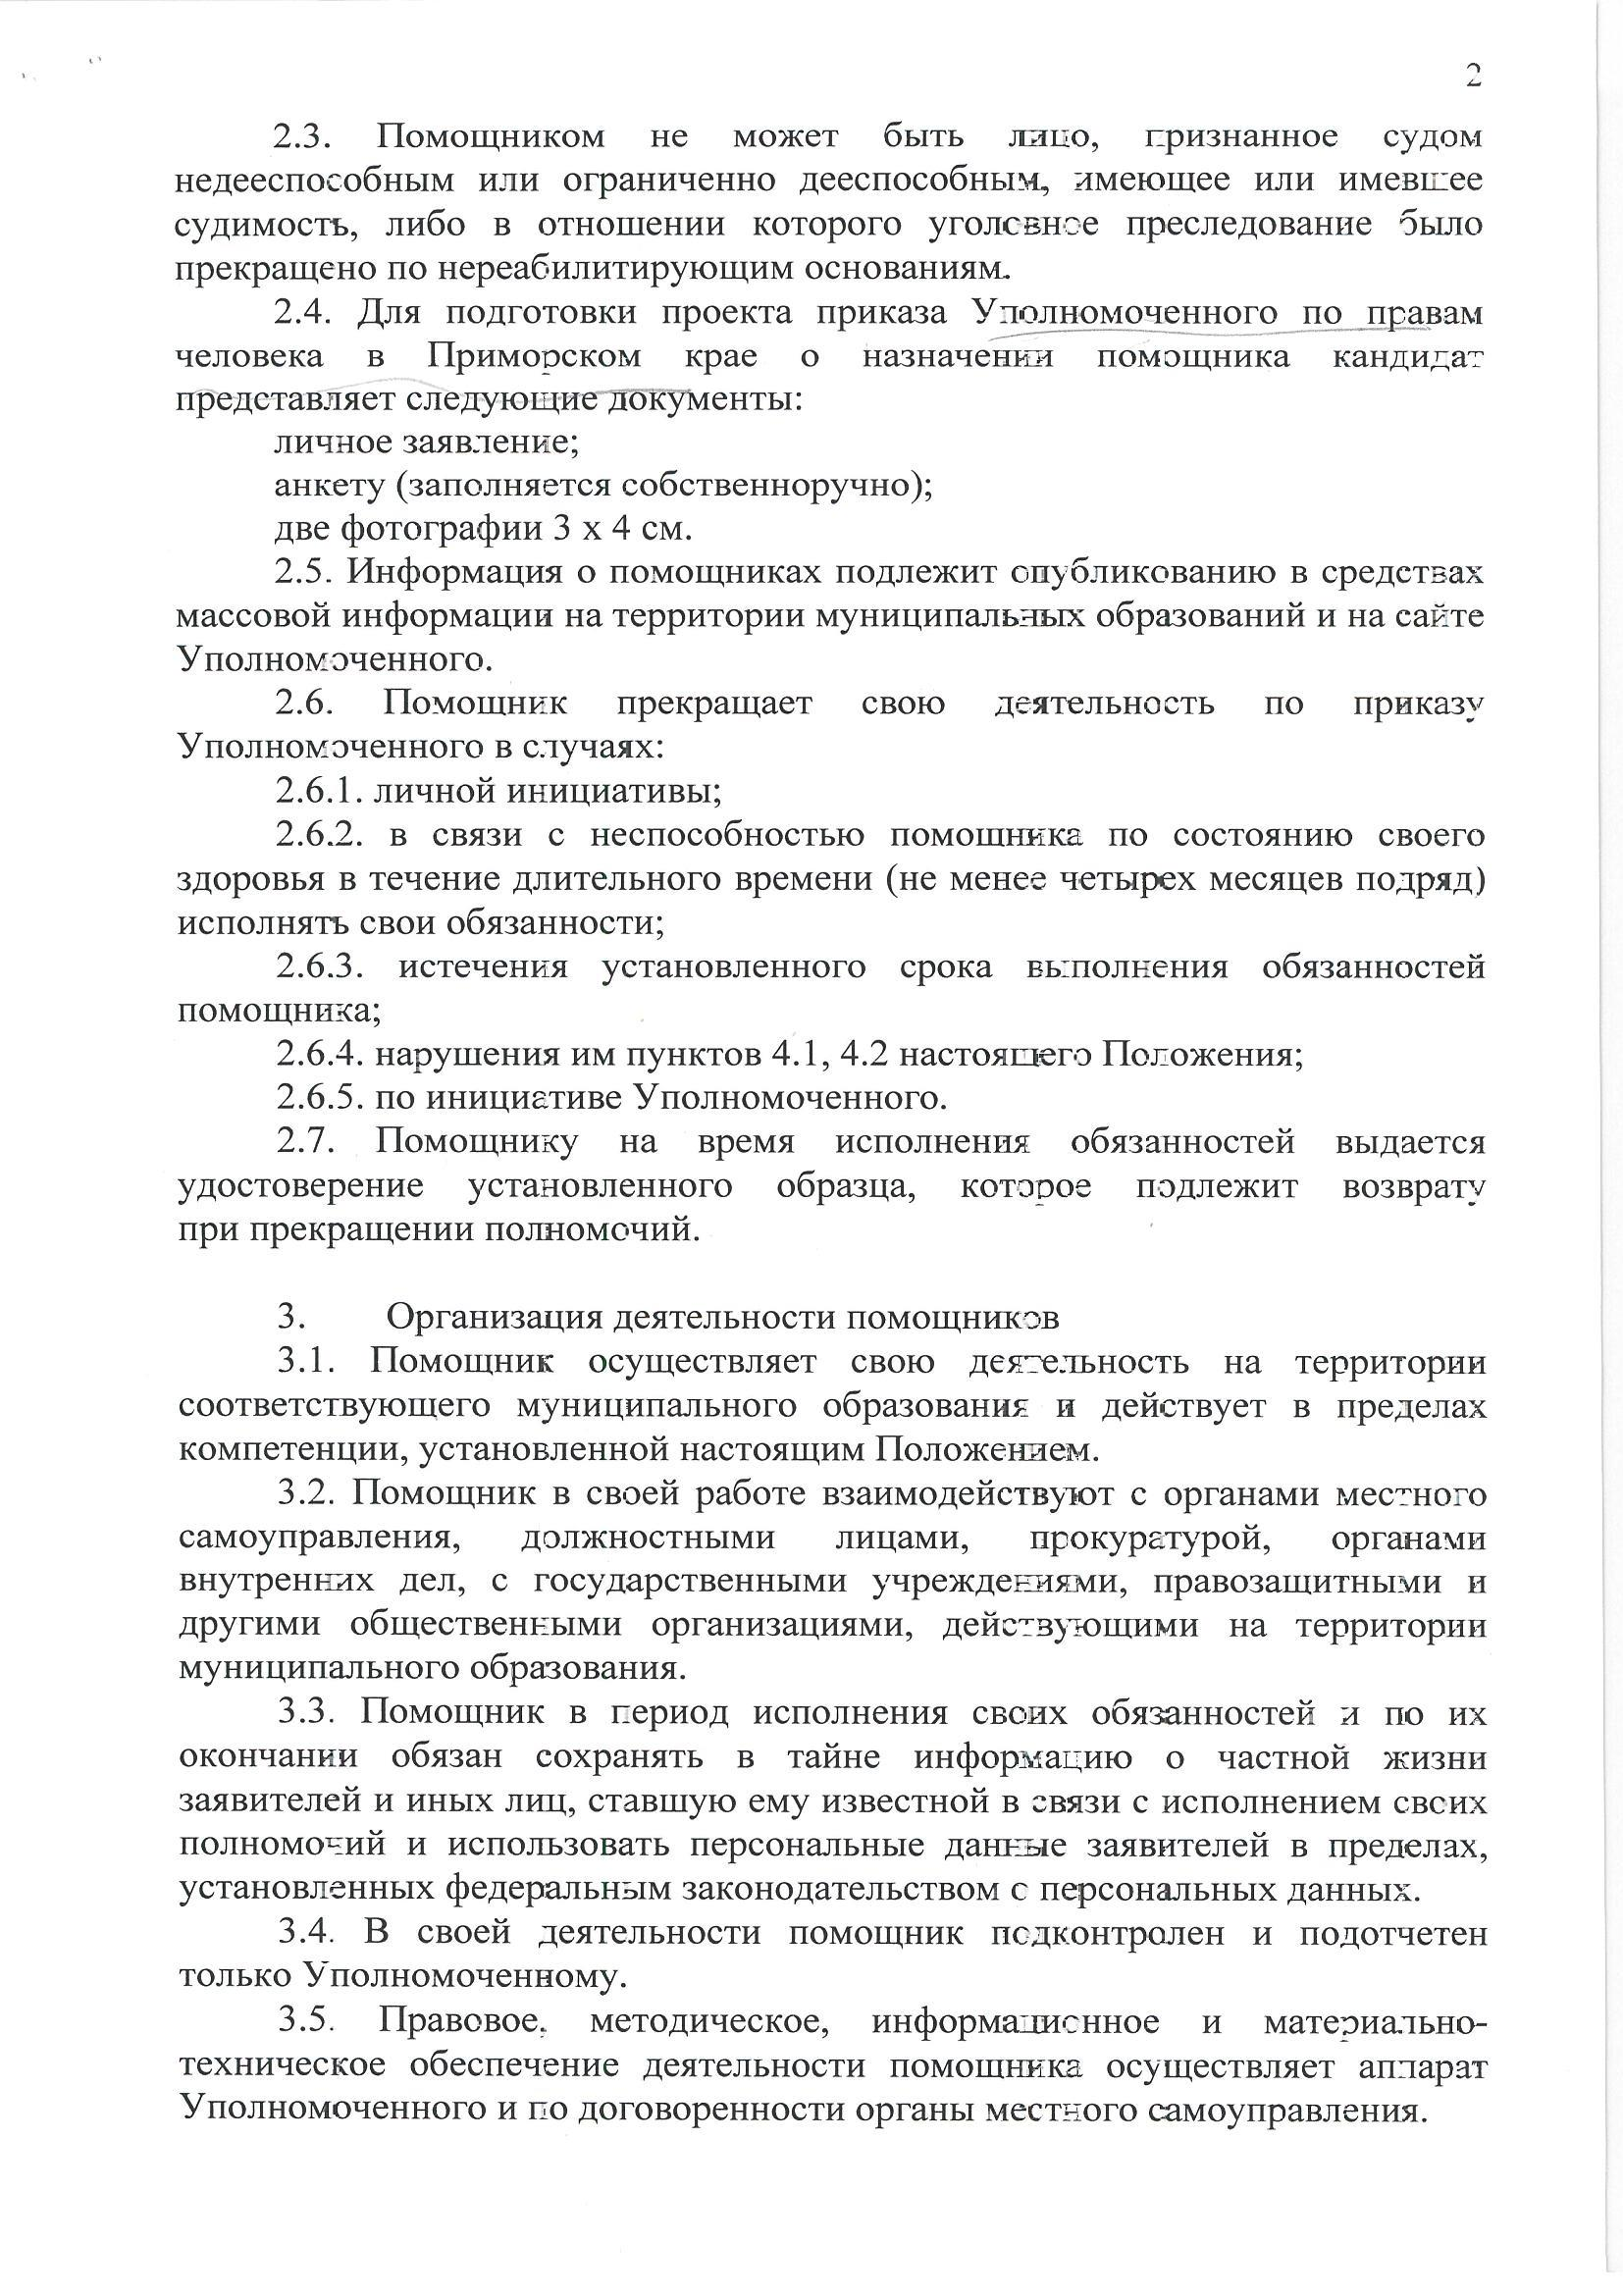 2
2.3. Помощником не может быть лицо, признанное судом
недееспособным или ограниченно дееспособным, имеющее или имевшее
судимость, либо в отношении которого уголовное преследование было
прекращено по нереабилитирующим основаниям.
2.4. Для подготовки проекта приказа Уполномоченного по правам
человека в Приморском крае о назначении помощника кандидат
представляет следующие документы:
личное заявление;
анкету (заполняется собственноручно);
две фотографии 3 х 4 см.
2.5. Информация о помощниках подлежит опубликованию в средствах
массовой информации на территории муниципальных образований и на сайте
Уполномоченного.
2.6. Помощник прекращает свою деятельность по приказу
Уполномоченного в случаях:
2.6.1. личной инициативы;
2.6.2. в связи с неспособностью помощника по состоянию своего
здоровья в течение длительного времени (не менее четырех месяцев подряд)
исполнять свои обязанности;
2.6.3. истечения установленного срока выполнения обязанностей
помощника;
2.6.4. нарушения им пунктов 4.1, 4.2 настоящего Положения;
2.6.5. по инициативе Уполномоченного.
2.7. Помощнику на время исполнения обязанностей выдается
удостоверение установленного образца, которое подлежит возврату
при прекращении полномочий.
3. Организация деятельности помощников
3.1. Помощник осуществляет свою деятельность на территории
соответствующего муниципального образования и действует в пределах
компетенции, установленной настоящим Положением.
3.2. Помощник в своей работе взаимодействуют с органами местного
самоуправления, должностными лицами, прокуратурой, органами
внутренних дел, с государственными учреждениями, правозащитными и
другими общественными организациями, действующими на территории
муниципального образования.
3.3. Помощник в период исполнения своих обязанностей и по их
окончании обязан сохранять в тайне информацию о частной жизни
заявителей и иных лиц, ставшую ему известной в связи с исполнением своих
полномочий и использовать персональные данные заявителей в пределах,
установленных федеральным законодательством о персональных данных.
3.4. В своей деятельности помощник подконтролен и подотчетен
только Уполномоченному.
3.5. Правовое, методическое, информационное и материально-
техническое обеспечение деятельности помощника осуществляет аппарат
Уполномоченного и по договоренности органы местного самоуправления.